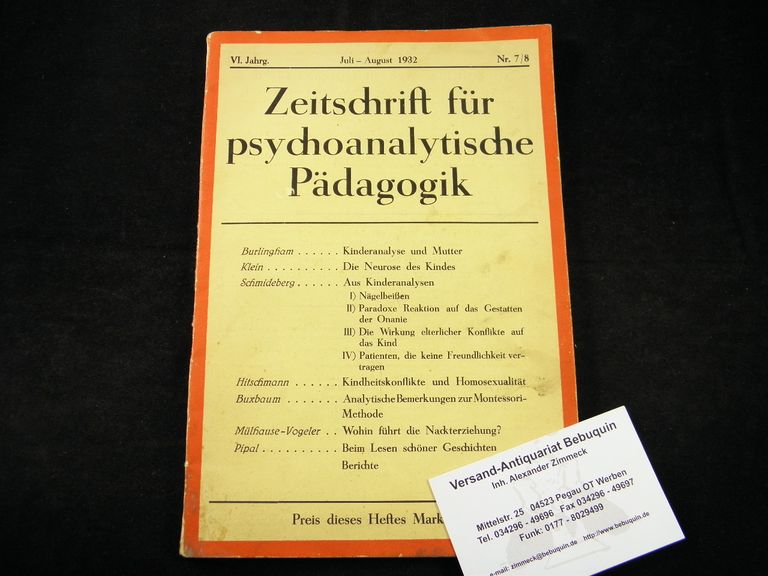 VI. Jahrg. Juli – August 1932 Nr. 7/8
Zeitschrift für
psychoanalytische
Pädagogik
Burlingham . . . . . . Kinderanalyse und Mutter
Klein . . . . . . . . . . Die Neurose des Kindes
Schmideberg . . . . . . Aus Kinderanalysen
I) Nägelbeißen
II) Paradoxe Reaktion auf das Gestatten
der Onanie
III) Die Wirkung elterlicher Konflikte auf
das Kind
IV) Patienten, die keine Freundlichkeit ver-
tragen
Hitschmann . . . . . . Kindheitskonflikte und Homosexualität
Buxbaum . . . . . . . Analytische Bemerkungen zur Montessori-
Methode
Mülhause-Vogeler . . Wohin führt die Nackterziehung?
Pipal . . . . . . . . . . Beim Lesen schöner Geschichten
Berichte
Preis dieses Heftes Mark
Versand-Antiquariat Bebuquin
Inh. Alexander Zimmeck
Mittelstr. 25 04523 Pegau OT Werben
Tel. 034296 - 49696 Fax 034296 - 49697
Funk: 0177 - 8029499
e-mail: zimmeck@bebuquin.de http://www.bebuquin.de